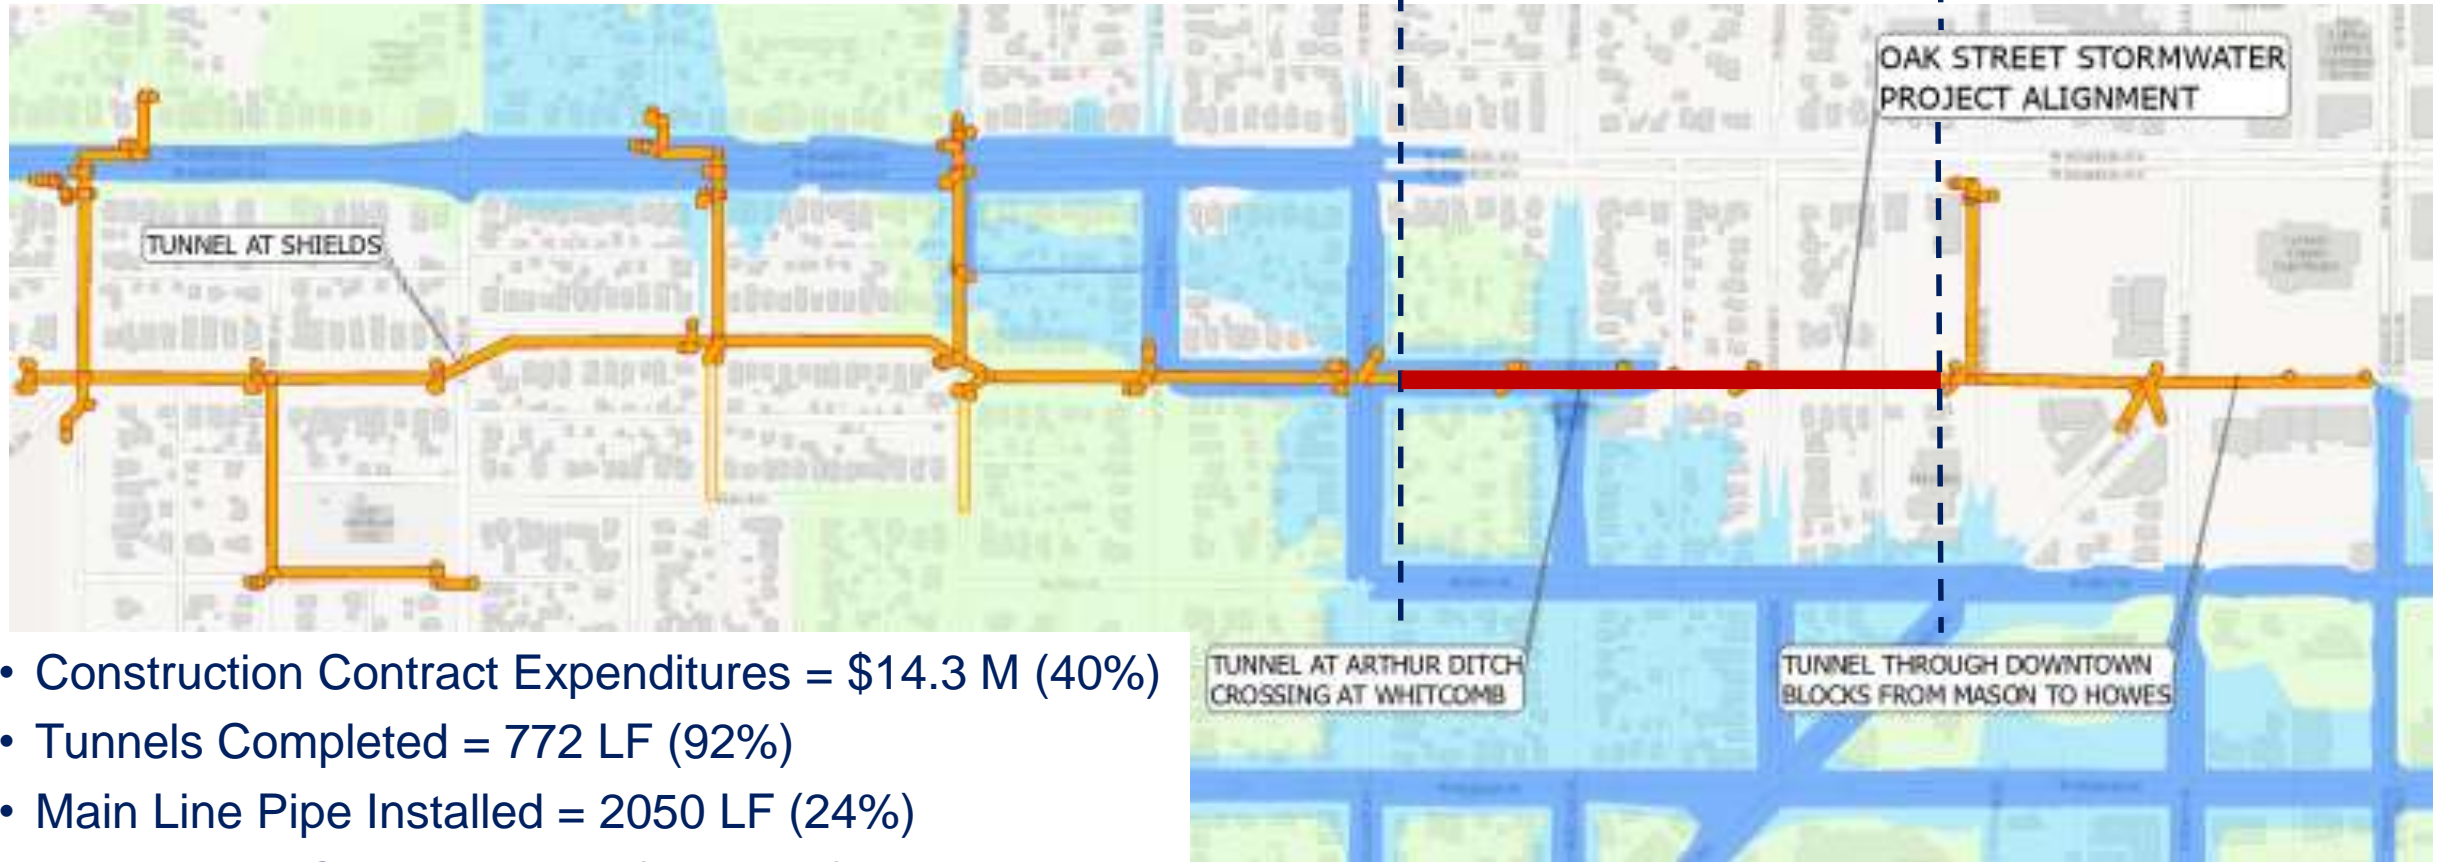 OAK STREET STORMWATER
PROJECT ALIGNMENT
TUNNEL AT SHIELDS
TUNNEL AT ARTHUR DITCH
CROSSING AT WHITCOMB
TUNNEL THROUGH DOWNTOWN
BLOCKS FROM MASON TO HOWES
• Construction Contract Expenditures = $14.3 M (40%)
• Tunnels Completed = 772 LF (92%)
• Main Line Pipe Installed = 2050 LF (24%)